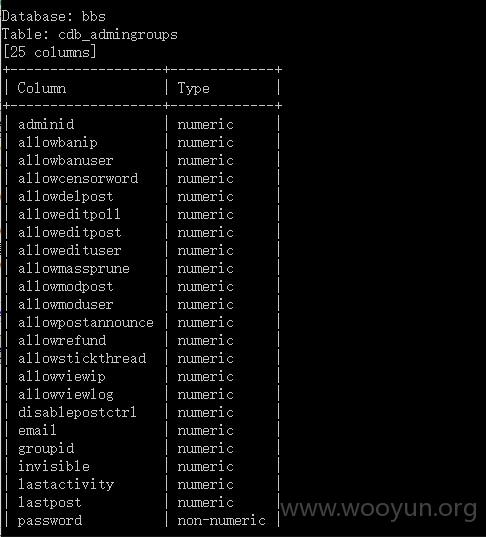 Database: bbs
Table: cdb_admingroups
[25 columns]
+-----------------+-------------+
| Column | Type |
+-----------------+-------------+
| adminid | numeric |
| allowbanip | numeric |
| allowbanuser | numeric |
| allowcensorword | numeric |
| allowdelpost | numeric |
| alloweditpoll | numeric |
| alloweditpost | numeric |
| allowedituser | numeric |
| allowmassprune | numeric |
| allowmodpost | numeric |
| allowmoduser | numeric |
| allowpostannounce | numeric |
| allowrefund | numeric |
| allowstickthread | numeric |
| allowviewip | numeric |
| allowviewlog | numeric |
| disablepostctrl | numeric |
| email | numeric |
| groupid | numeric |
| invisible | numeric |
| lastactivity | numeric |
| lastpost | numeric |
| password | non-numeric |
www.wooyun.org